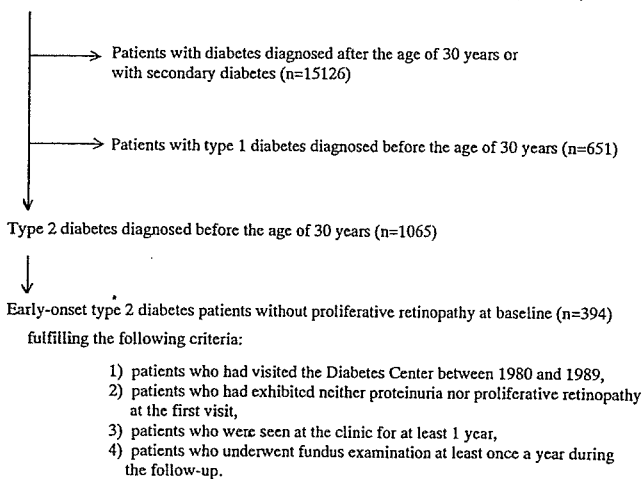 Patients with diabetes diagnosed after the age of 30 years or
with secondary diabetes (n=15126)
Patients with type 1 diabetes diagnosed before the age of 30 years (n=651)
Type 2 diabetes diagnosed before the age of 30 years (n=1065)
Early-onset type 2 diabetes patients without proliferative retinopathy at baseline (n=394)
fulfilling the following criteria:
1) patients who had visited the Diabetes Center between 1980 and 1989,
2) patients who had exhibited neither proteinuria nor proliferative retinopathy
at the first visit,
3) patients who were seen at the clinic for at least 1 year,
4) patients who underwent fundus examination at least once a year during
the follow-up.